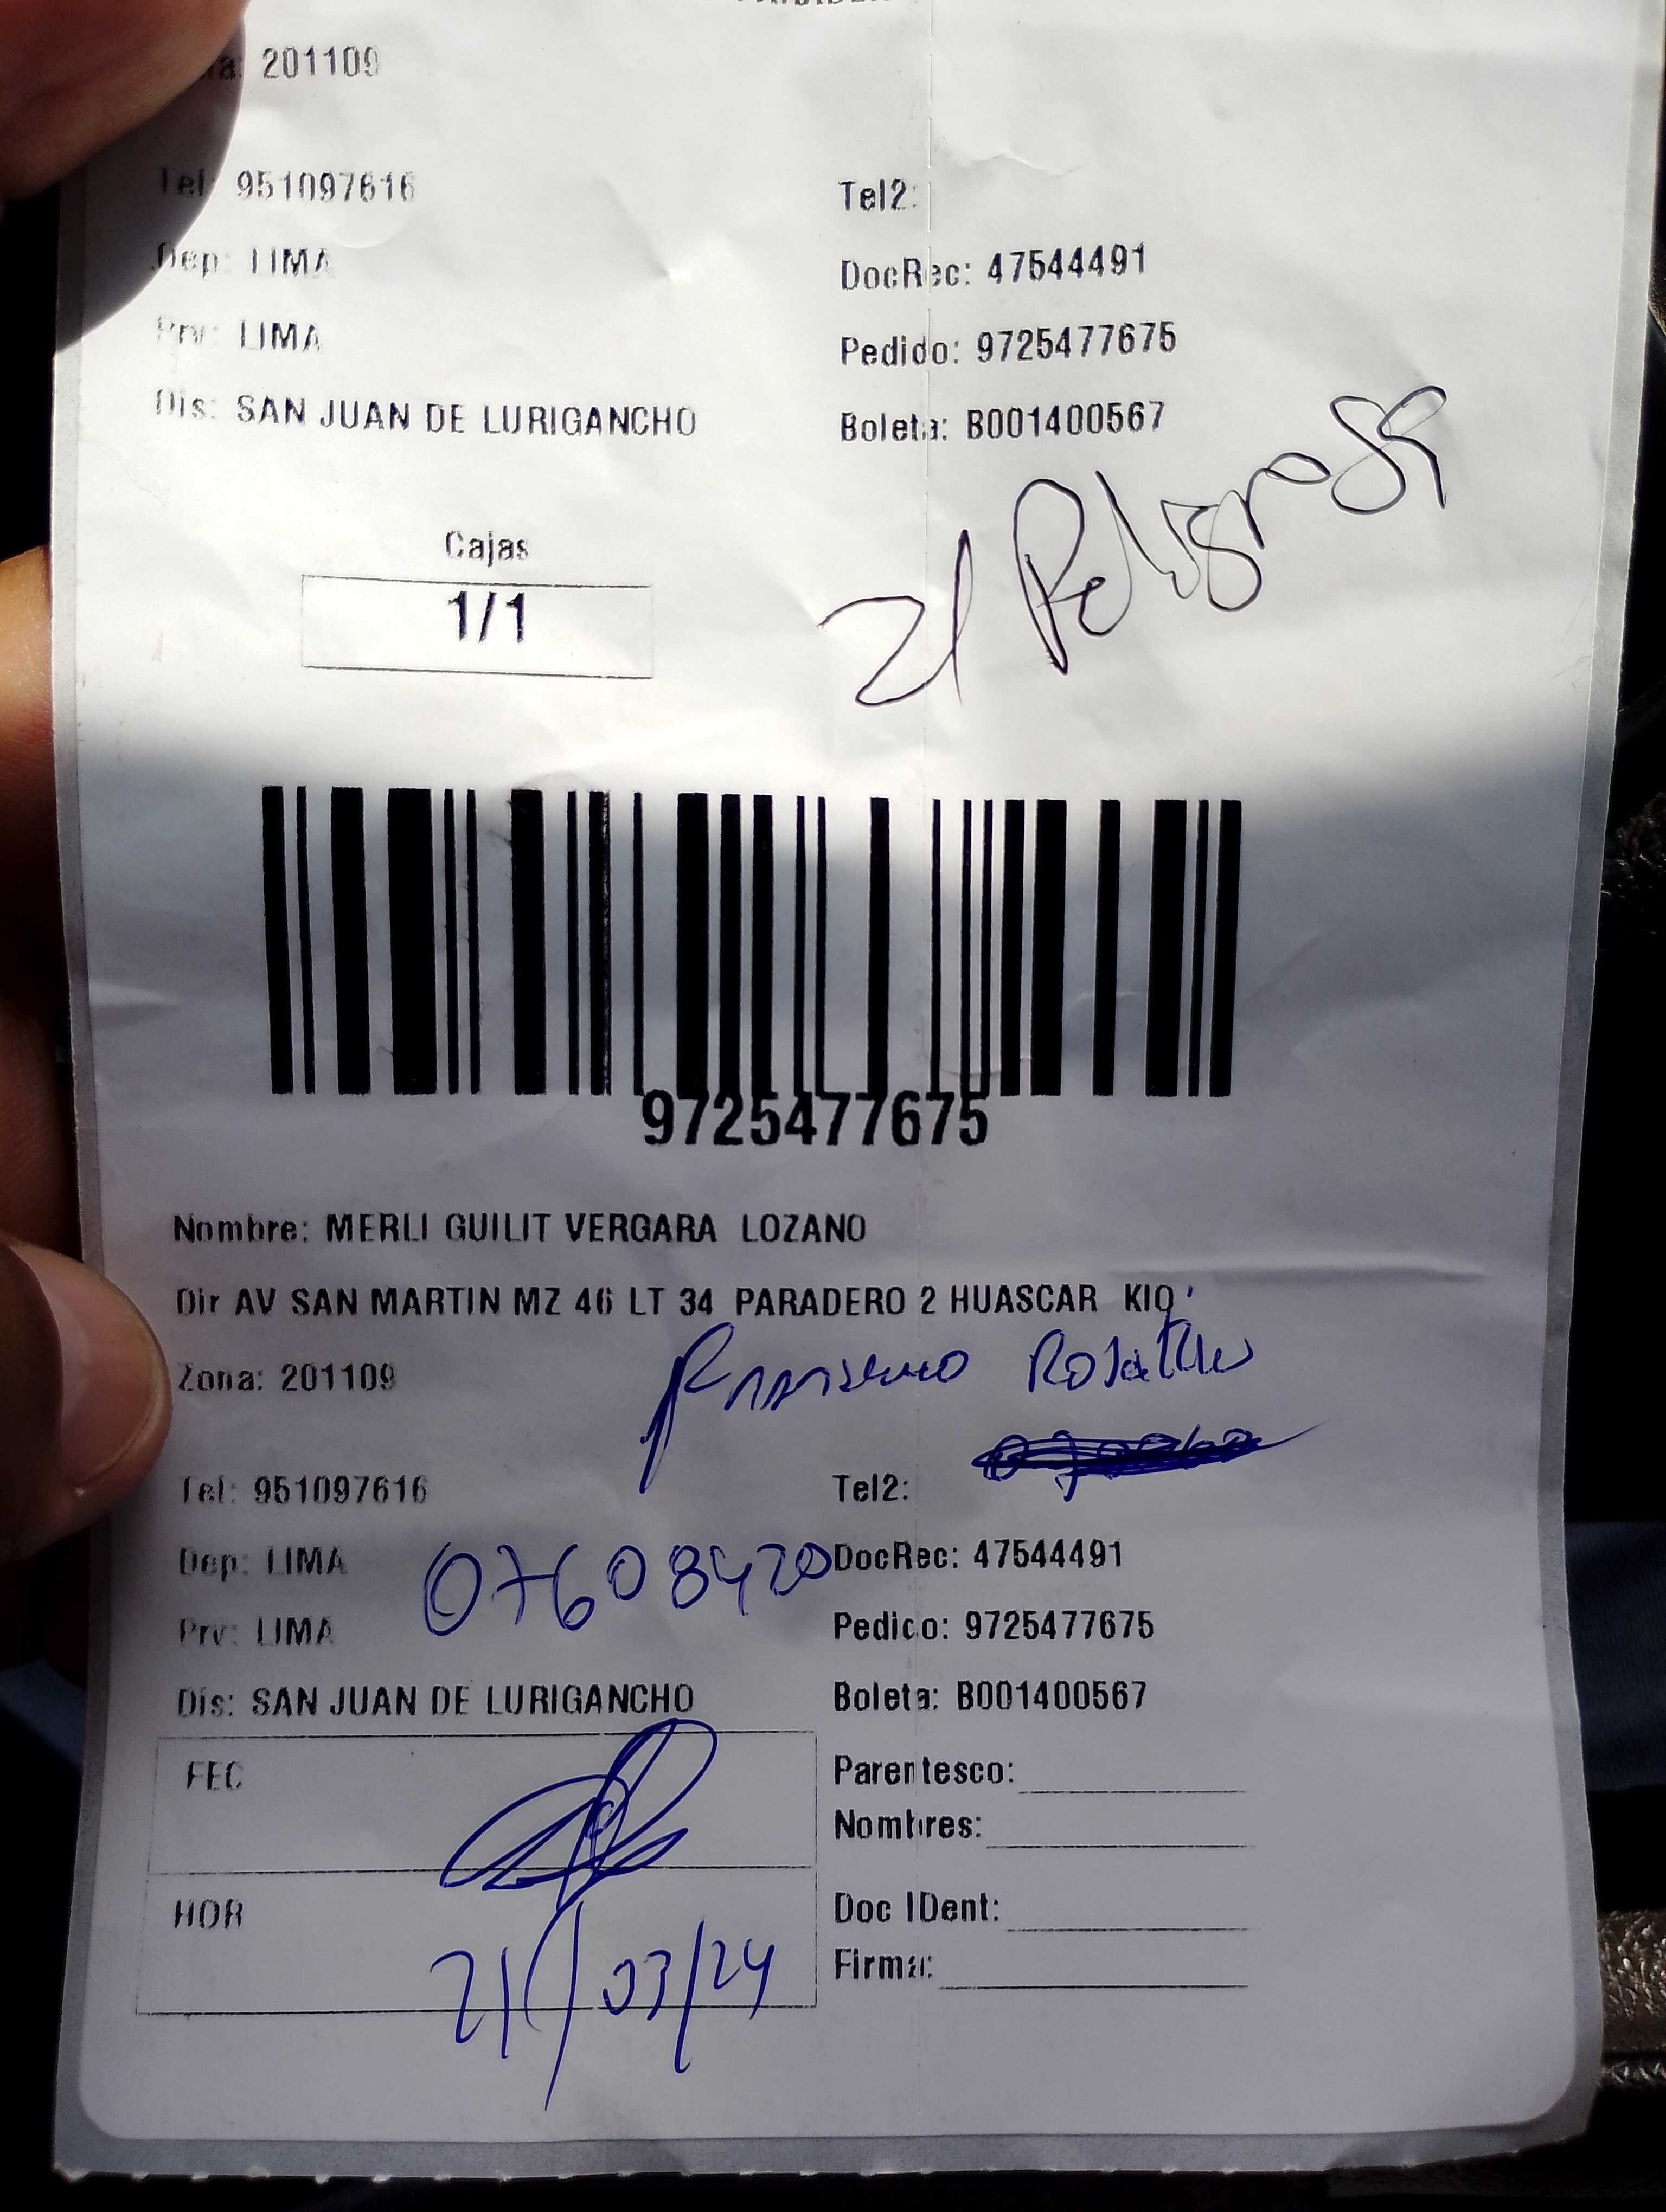 201109
Tel: 951097616
Tel2:
Dep: LIMA
DocRec: 47544491
Prv: LIMA
Pedido: 9725477675
Dis: SAN JUAN DE LURIGANCHO
Boleta: B001400567
Cajas
1/1
9725477675
Nombre: MERLI GUILIT VERGARA LOZANO
Dir AV SAN MARTIN MZ 46 LT 34 PARADERO 2 HUASCAR KIO
Zona: 201109
Tel: 951097616
Tel2:
Dep: LIMA
07608470
DocRec: 47544491
Prv: LIMA
Pedido: 9725477675
Dis: SAN JUAN DE LURIGANCHO
Boleta: B001400567
FEC
Parentesco:
Nombres:
HOR
Doc IDent:
21/03/24
Firma: